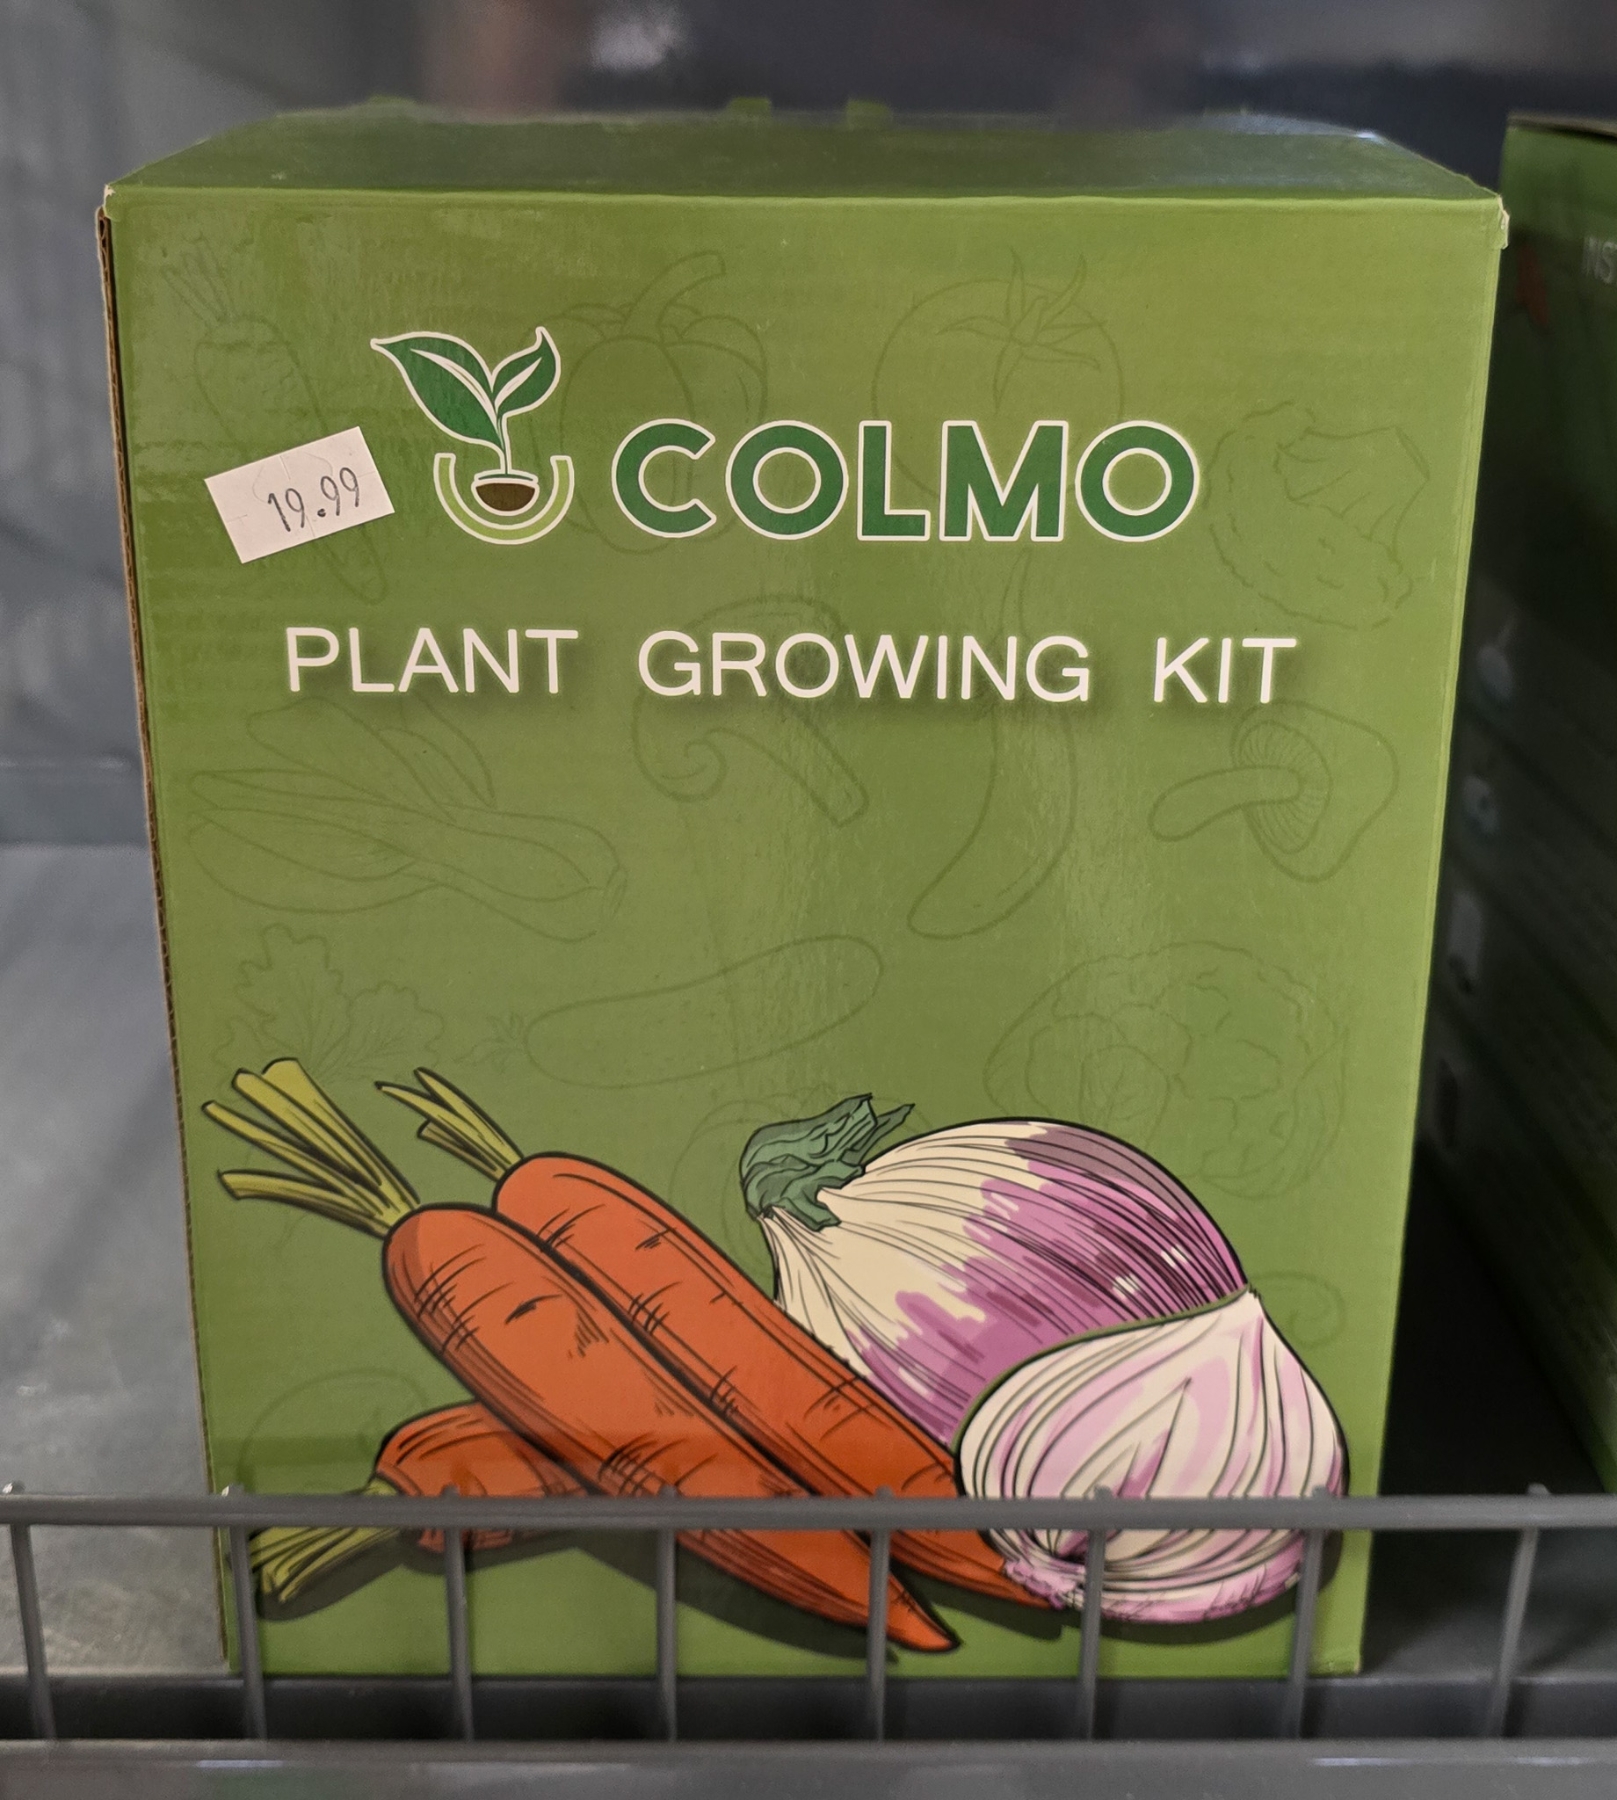 COLMO
19.99
PLANT GROWING KIT